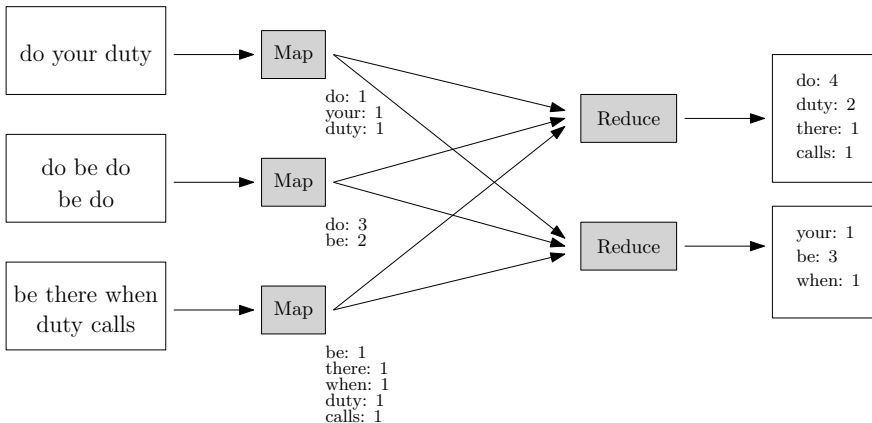 do your duty
Map
do: 1
your: 1
duty: 1
do be do
be do
Map
do: 3
be: 2
be there when
duty calls
Map
be: 1
there: 1
when: 1
duty: 1
calls: 1
Reduce
do: 4
duty: 2
there: 1
calls: 1
Reduce
your: 1
be: 3
when: 1